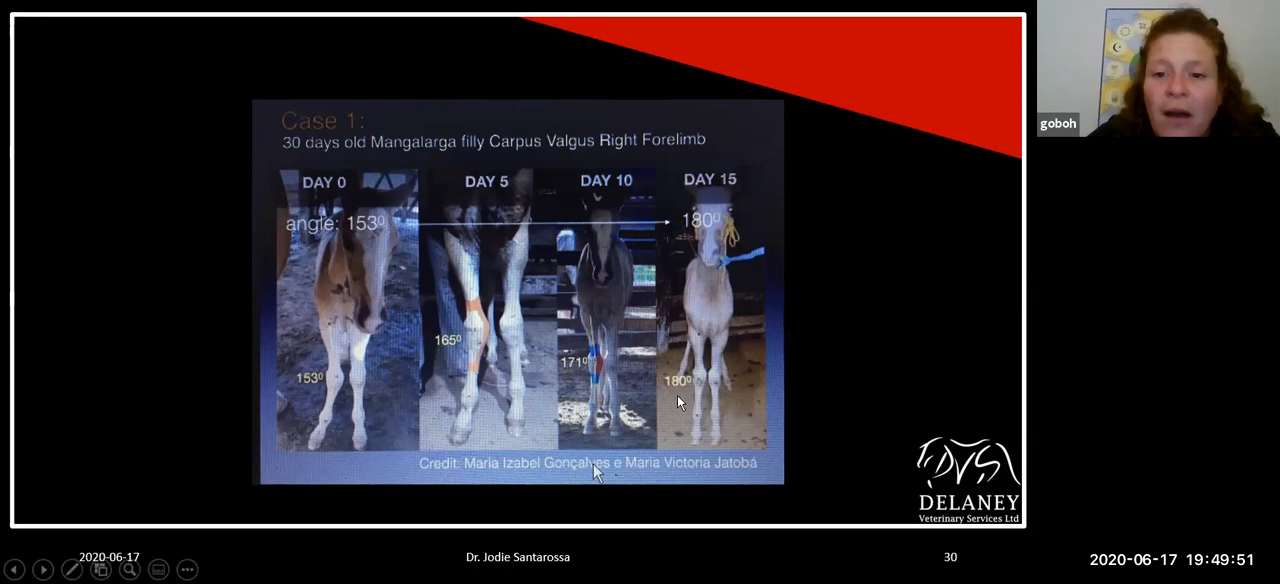 Case 1:
30 days old Mangalarga filly Carpus Valgus Right Forelimb
DAY 0
DAY 5
DAY 10
DAY 15
angle: 153º
180º
165º
171º
153º
180º
Credit: Maria Izabel Gonçalves e Maria Victoria Jatobá
DVS
DELANEY
Veterinary Services Ltd
2020-06-17
Dr. Jodie Santarossa
30
goboh
2020-06-17 19:49:51